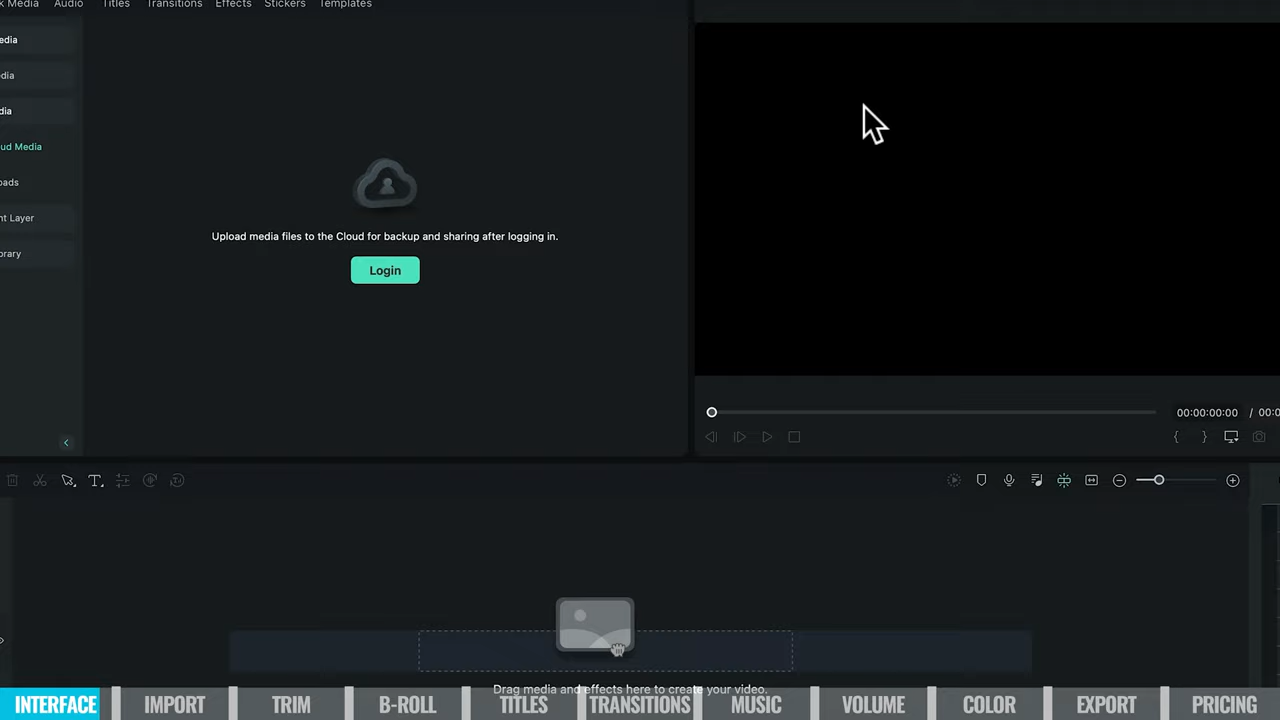 k Media Audio Titles Transitions Effects Stickers Templates
edia
dia
dia
ud Media
oads
nt Layer
brary
Upload media files to the Cloud for backup and sharing after logging in.
Login
00:00:00:00 / 00:0
Drag media and effects here to create your video.
INTERFACE IMPORT TRIM B-ROLL TITLES TRANSITIONS MUSIC VOLUME COLOR EXPORT PRICING